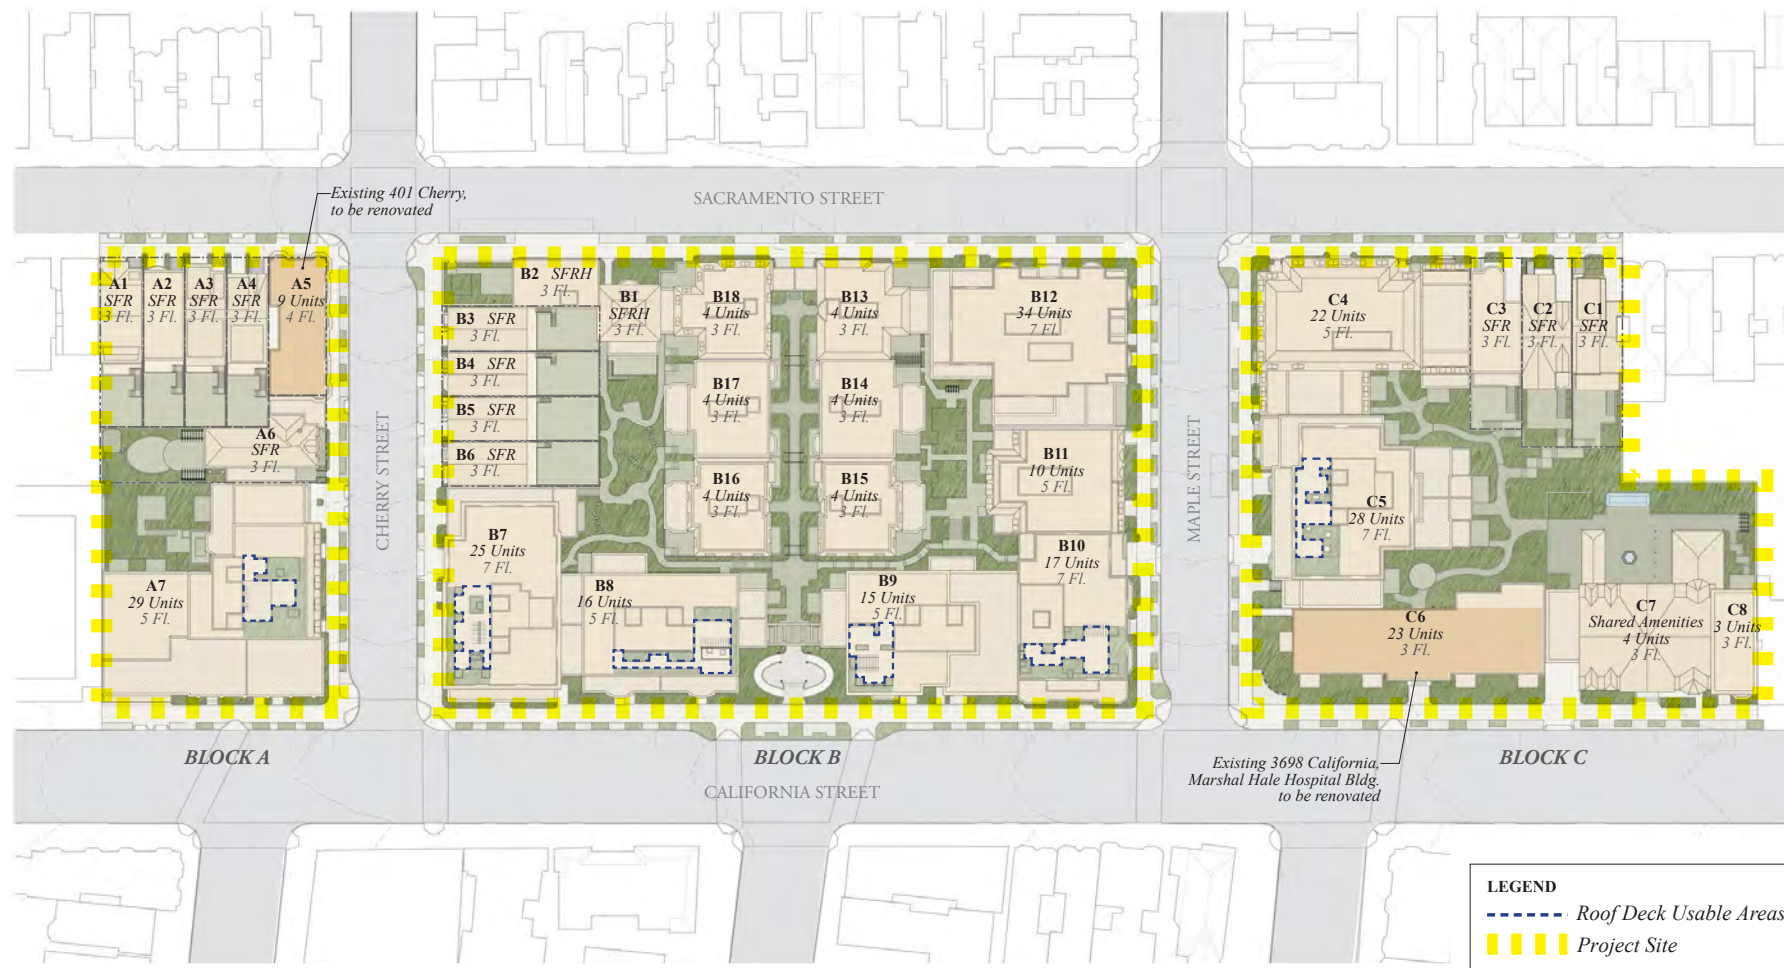 SACRAMENTO STREET
Existing 401 Cherry,
to be renovated
A1
SFR
3 Fl.
A2
SFR
3 Fl.
A3
SFR
3 Fl.
A4
SFR
3 Fl.
A5
9 Units
4 Fl.
A6
SFR
3 Fl.
A7
29 Units
5 Fl.
CHERRY STREET
B2 SFRH
3 Fl.
B1
SFRH
3 Fl.
B3 SFR
3 Fl.
B4 SFR
3 Fl.
B5 SFR
3 Fl.
B6 SFR
3 Fl.
B18
4 Units
3 Fl.
B13
4 Units
3 Fl.
B12
34 Units
7 Fl.
B17
4 Units
3 Fl.
B14
4 Units
3 Fl.
B16
4 Units
3 Fl.
B15
4 Units
3 Fl.
B11
10 Units
5 Fl.
B7
25 Units
7 Fl.
B8
16 Units
5 Fl.
B9
15 Units
5 Fl.
B10
17 Units
7 Fl.
MAPLE STREET
C4
22 Units
5 Fl.
C3
SFR
3 Fl.
C2
SFR
3 Fl.
C1
SFR
3 Fl.
C5
28 Units
7 Fl.
C6
23 Units
3 Fl.
C7
Shared Amenities
4 Units
3 Fl.
C8
3 Units
3 Fl.
BLOCK A
BLOCK B
BLOCK C
Existing 3698 California,
Marshal Hale Hospital Bldg.
to be renovated
CALIFORNIA STREET
LEGEND
Roof Deck Usable Areas
Project Site